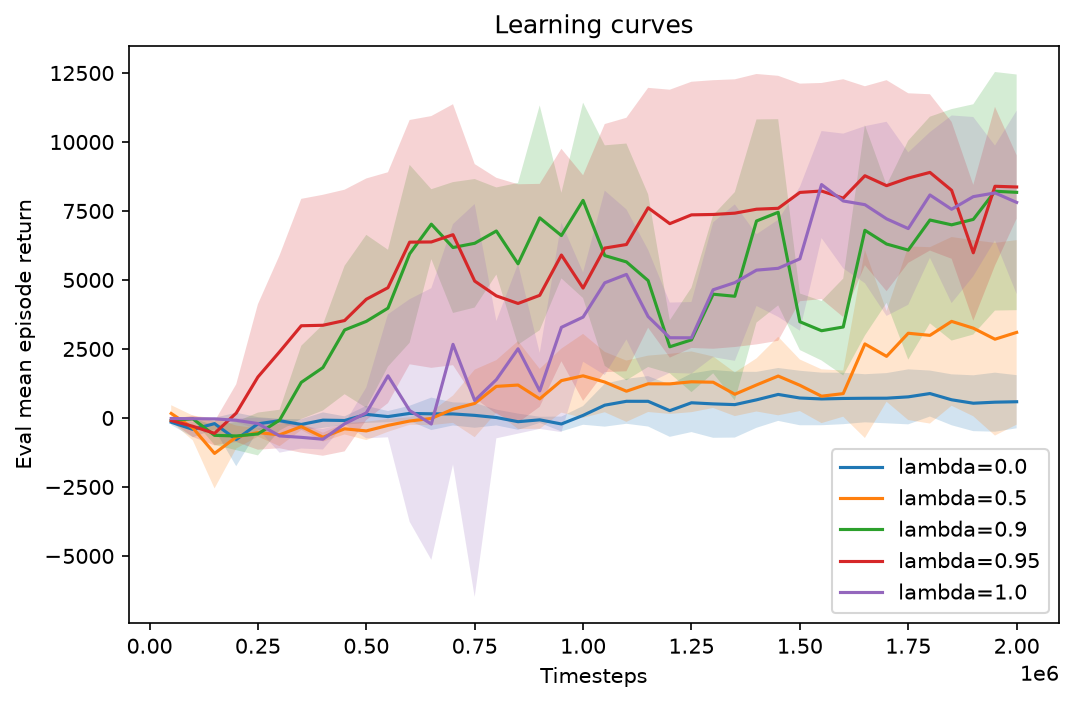 Learning curves
Eval mean episode return
12500
10000
7500
5000
2500
0
−2500
−5000
0.00 0.25 0.50 0.75 1.00 1.25 1.50 1.75 2.00
1e6
Timesteps
lambda=0.0
lambda=0.5
lambda=0.9
lambda=0.95
lambda=1.0